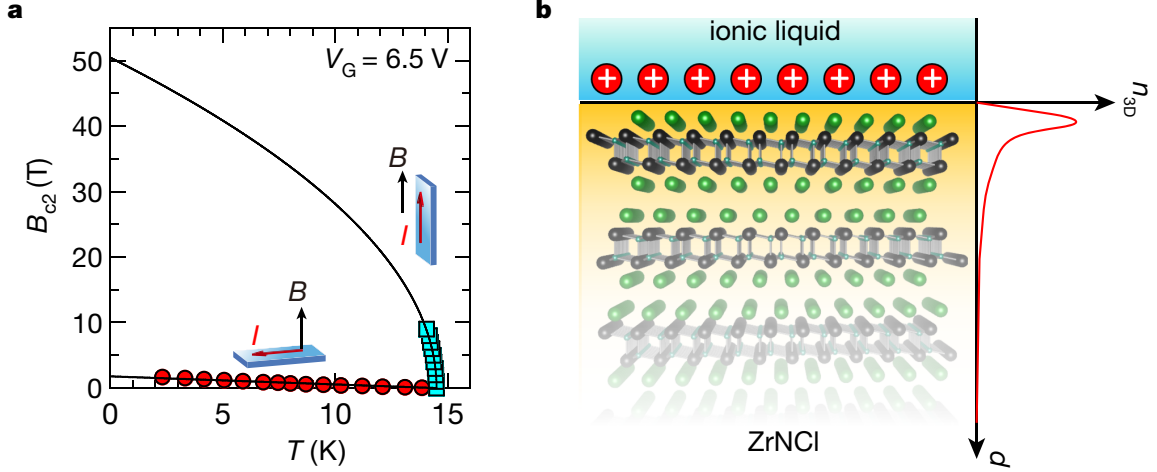 a
V_G = 6.5 V
B_c2 (T)
50
40
30
20
10
0
B
I
B
I
0
5
10
15
T (K)
b
ionic liquid
+ + + + + + + +
n_3D
ZrNCl
d